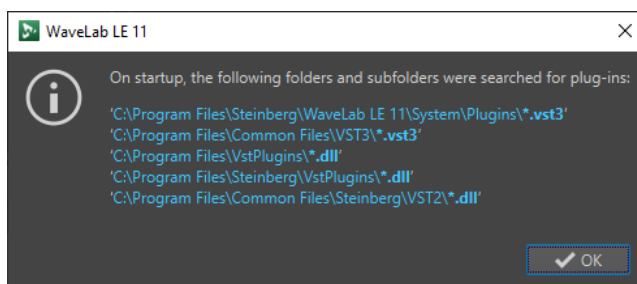 WaveLab LE 11
On startup, the following folders and subfolders were searched for plug-ins:
'C:\Program Files\Steinberg\WaveLab LE 11\System\Plugins\*.vst3'
'C:\Program Files\Common Files\VST3\*.vst3'
'C:\Program Files\VstPlugins\*.dll'
'C:\Program Files\Steinberg\VstPlugins\*.dll'
'C:\Program Files\Common Files\Steinberg\VST2\*.dll'
OK